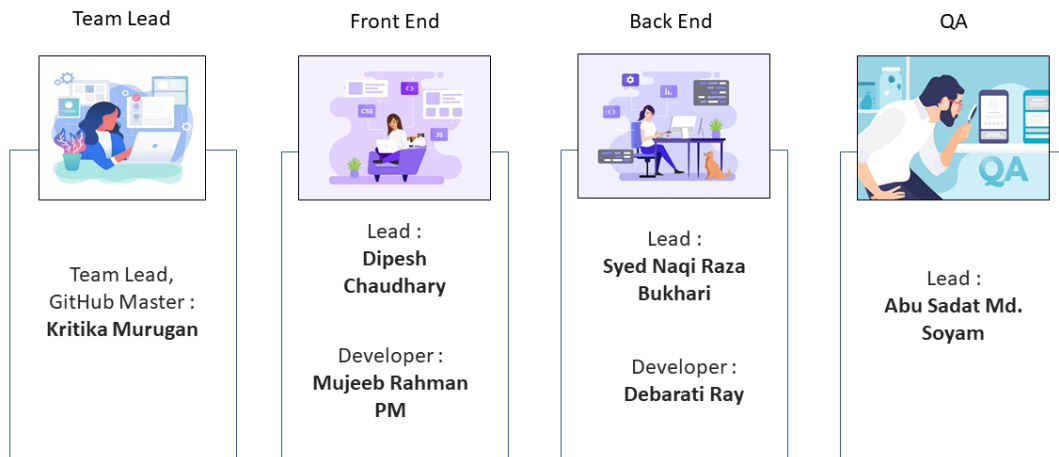 Team Lead
Team Lead,
GitHub Master :
Kritika Murugan
Front End
CSS
JS
Lead :
Dipesh
Chaudhary
Developer :
Mujeeb Rahman
PM
Back End
Lead :
Syed Naqi Raza
Bukhari
Developer :
Debarati Ray
QA
QA
Lead :
Abu Sadat Md.
Soyam